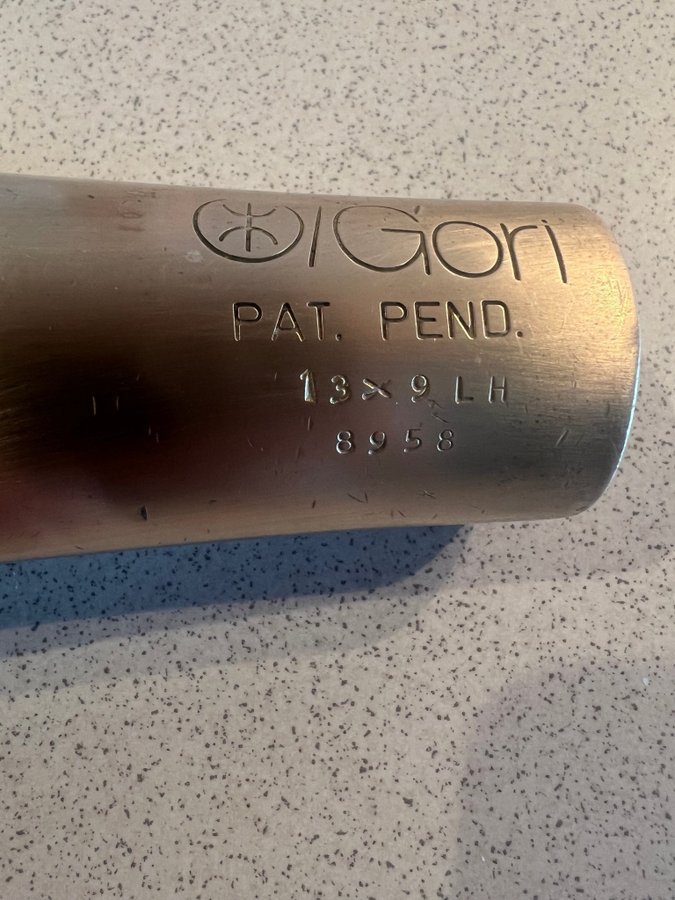 Gori
PAT. PEND.
13×9 LH
8958